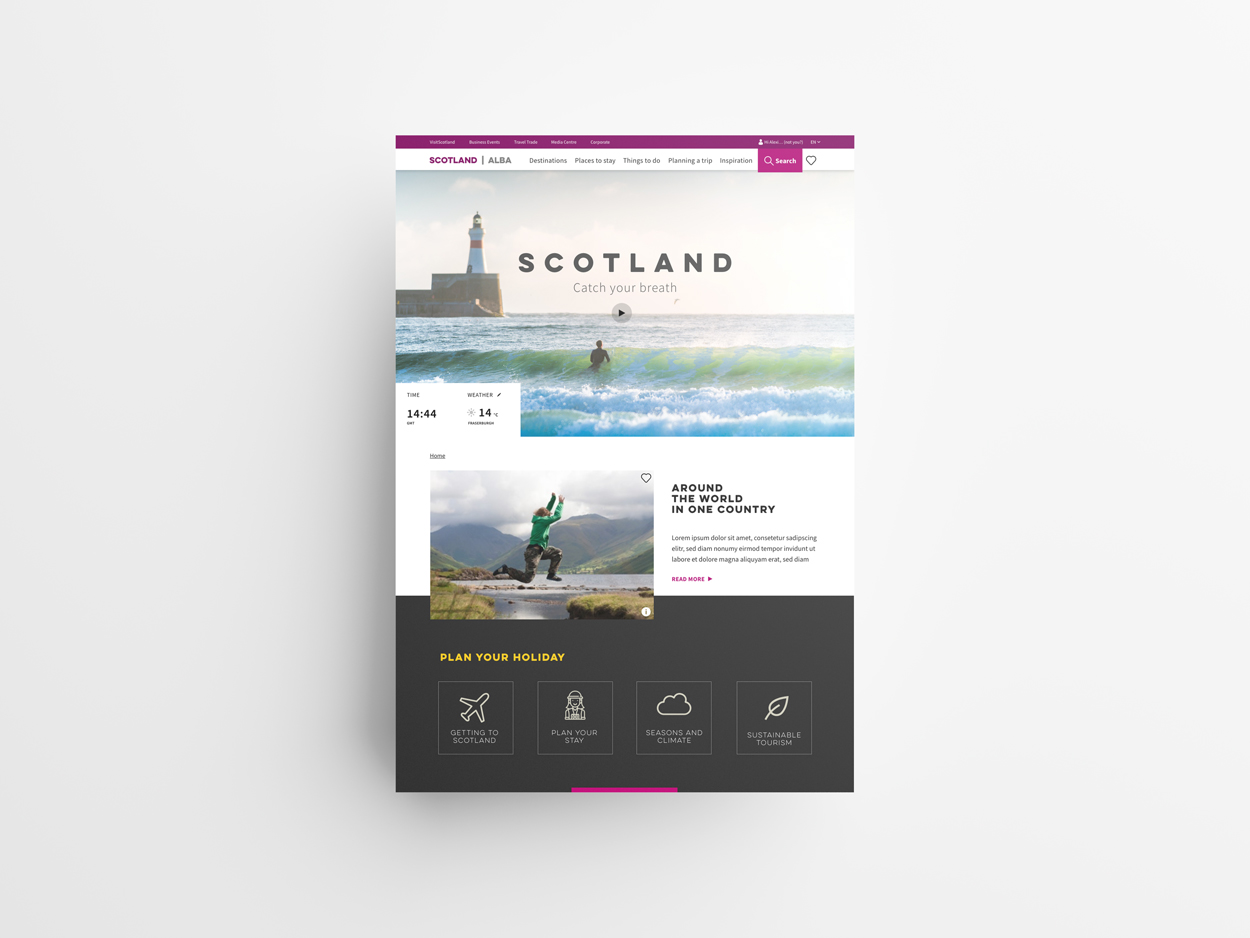 VisitScotland Business Events Travel Trade Media Centre Corporate
Hi Alex... (not you?) EN
SCOTLAND | ALBA
Destinations Places to stay Things to do Planning a trip Inspiration
Search
SCOTLAND
Catch your breath
TIME
14:44
GMT
WEATHER
14 °C
FRASERBURGH
Home
AROUND
THE WORLD
IN ONE COUNTRY
Lorem ipsum dolor sit amet, consetetur sadipscing
elitr, sed diam nonumy eirmod tempor invidunt ut
labore et dolore magna aliquyam erat, sed diam
READ MORE
i
PLAN YOUR HOLIDAY
GETTING TO
SCOTLAND
PLAN YOUR
STAY
SEASONS AND
CLIMATE
SUSTAINABLE
TOURISM